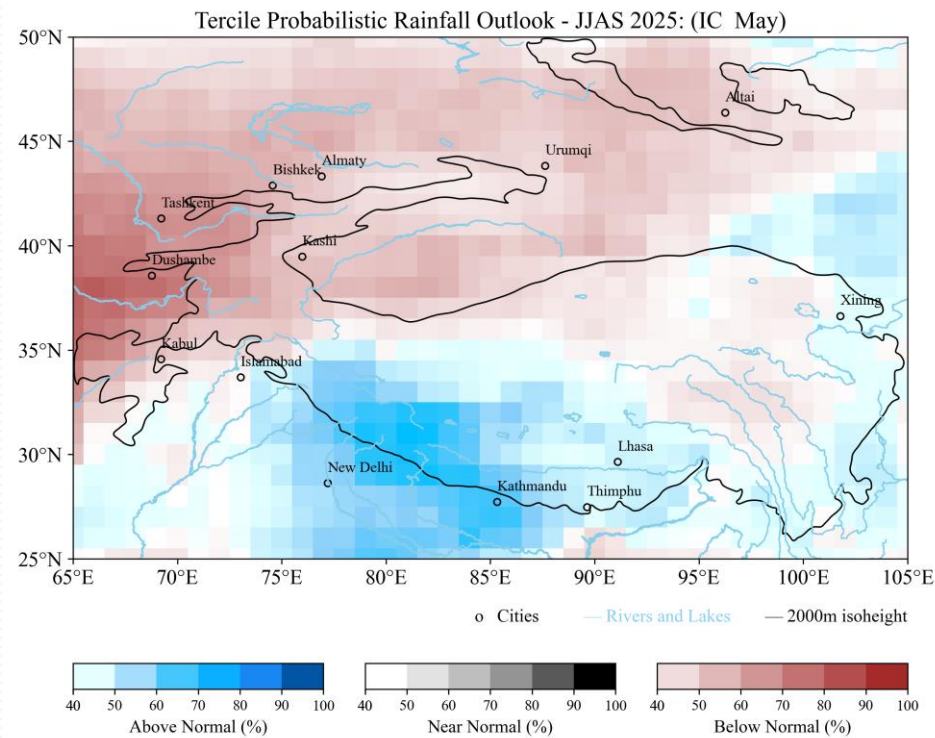 Tercile Probabilistic Rainfall Outlook - JJAS 2025: (IC May)
50°N
Altai
45°N
Urumqi
Almaty
Bishkek
Tashkent
40°N
Kashi
Dushambe
Xining
35°N
Kabul
Islamabad
30°N
Lhasa
New Delhi
Kathmandu
Thimphu
25°N
65°E 70°E 75°E 80°E 85°E 90°E 95°E 100°E 105°E
Cities Rivers and Lakes 2000m isoheight
40 50 60 70 80 90 100 40 50 60 70 80 90 100 40 50 60 70 80 90 100
Above Normal (%) Near Normal (%) Below Normal (%)